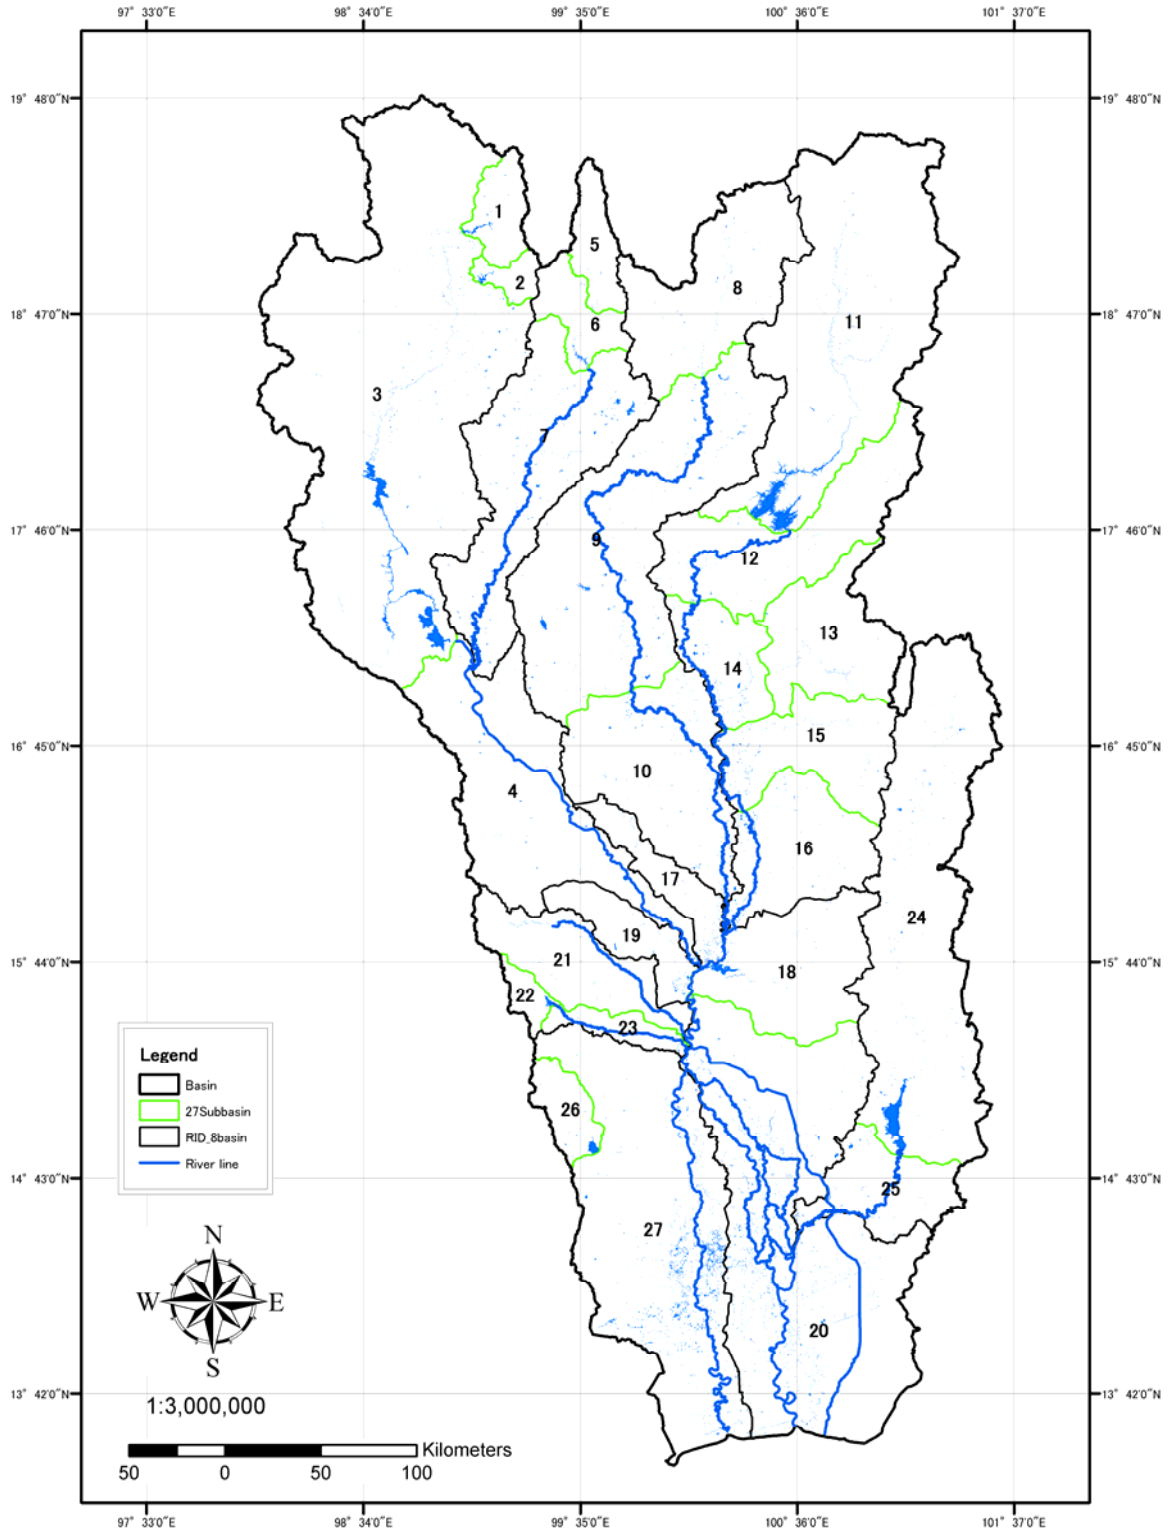 97° 33'0"E 98° 34'0"E 99° 35'0"E 100° 36'0"E 101° 37'0"E
19° 48'0"N 19° 48'0"N
1
5
2
8
18° 47'0"N 18° 47'0"N
6
11
3
7
17° 46'0"N 17° 46'0"N
9
12
13
14
15
16° 45'0"N 16° 45'0"N
10
4
16
17
24
19
21
15° 44'0"N 15° 44'0"N
18
22
23
Legend
Basin
27Subbasin
RID_8basin
River line
26
14° 43'0"N 14° 43'0"N
25
27
N
W E
S
20
13° 42'0"N 13° 42'0"N
1:3,000,000
Kilometers
50 0 50 100
97° 33'0"E 98° 34'0"E 99° 35'0"E 100° 36'0"E 101° 37'0"E